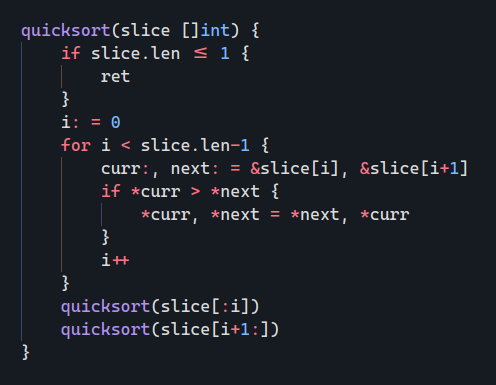 quicksort(slice []int) {
    if slice.len <= 1 {
        ret
    }
    i: = 0
    for i < slice.len-1 {
        curr:, next: = &slice[i], &slice[i+1]
        if *curr > *next {
            *curr, *next = *next, *curr
        }
        i++
    }
    quicksort(slice[:i])
    quicksort(slice[i+1:])
}